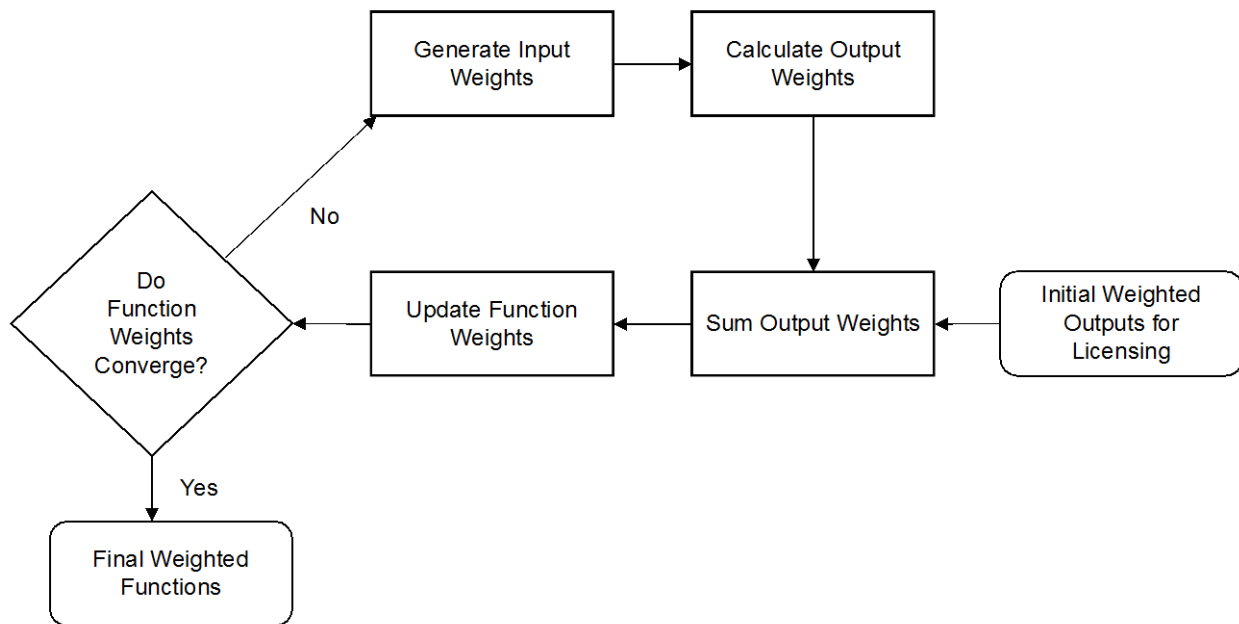 Generate Input
Weights
Calculate Output
Weights
No
Do
Function
Weights
Converge?
Update Function
Weights
Sum Output Weights
Initial Weighted
Outputs for
Licensing
Yes
Final Weighted
Functions